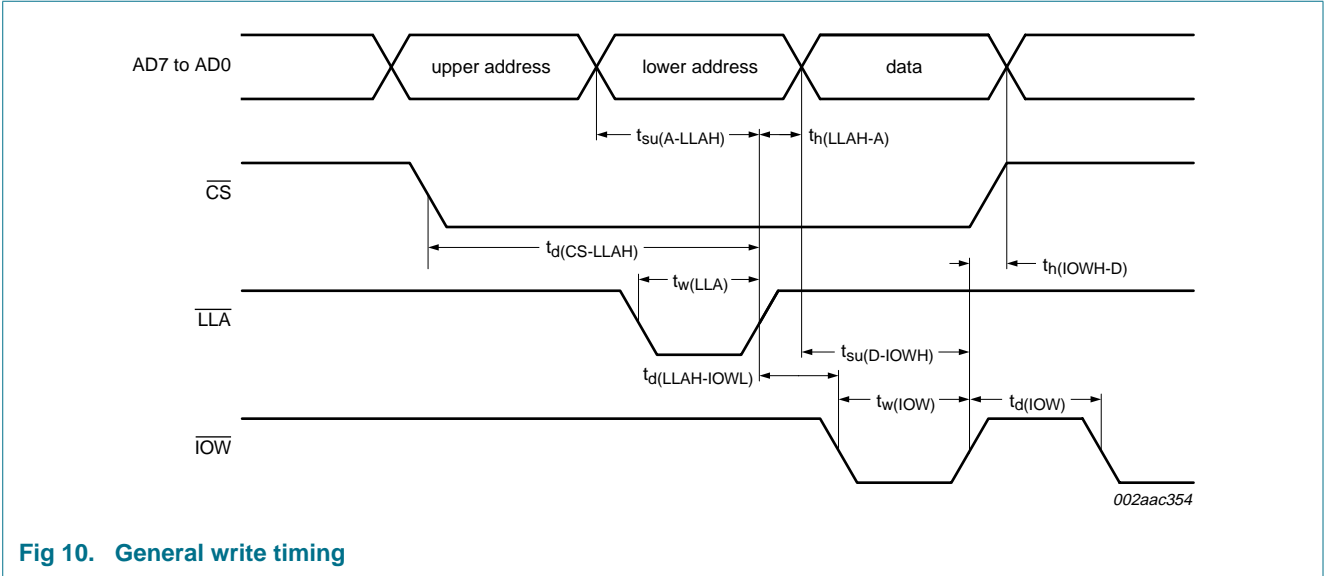 AD7 to AD0
upper address
lower address
data
tsu(A-LLAH)
th(LLAH-A)
CS
td(CS-LLAH)
th(IOWH-D)
tw(LLA)
LLA
tsu(D-IOWH)
td(LLAH-IOWL)
tw(IOW)
td(IOW)
IOW
002aac354
Fig 10. General write timing